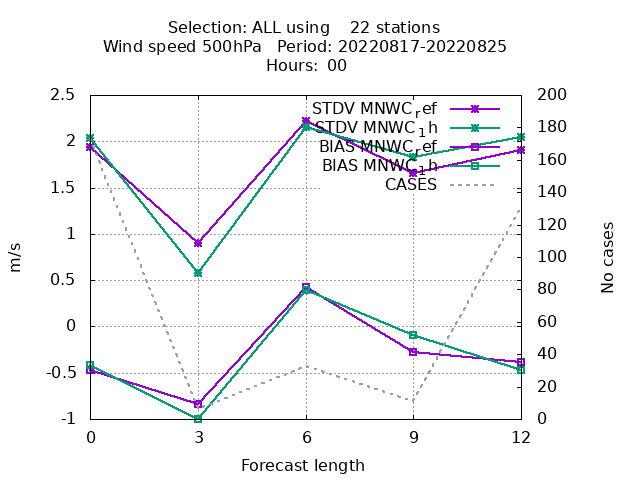 Selection: ALL using    22 stations
Wind speed 500hPa   Period: 20220817-20220825
Hours: 00
2.5
2
1.5
1
0.5
0
-0.5
-1
m/s
STDV MNWC_ref
STDV MNWC_1h
BIAS MNWC_ref
BIAS MNWC_1h
CASES
200
180
160
140
120
100
80
60
40
20
0
No cases
0 3 6 9 12
Forecast length